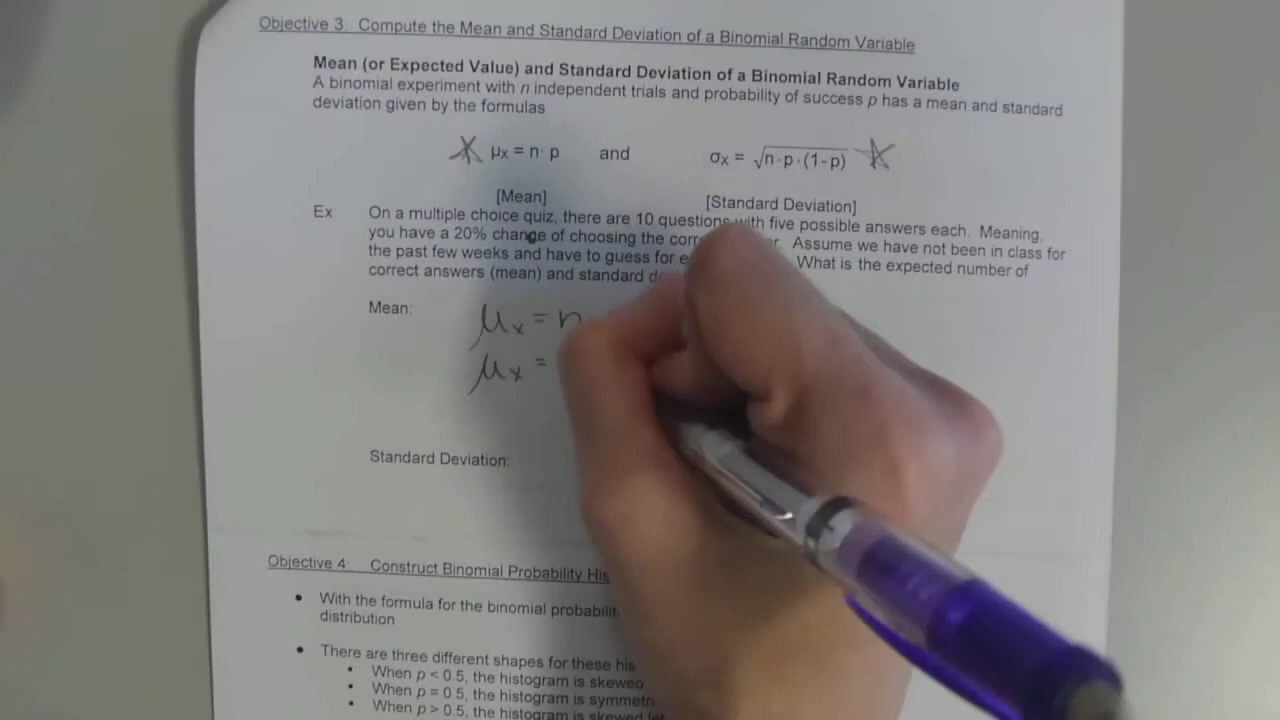 Objective 3. Compute the Mean and Standard Deviation of a Binomial Random Variable
Mean (or Expected Value) and Standard Deviation of a Binomial Random Variable
A binomial experiment with n independent trials and probability of success p has a mean and standard
deviation given by the formulas
μx = n· p and σx = √n·p·(1-p)
[Mean] [Standard Deviation]
Ex: On a multiple choice quiz, there are 10 questions with five possible answers each. Meaning,
you have a 20% change of choosing the Assume we have not been in class for
the past few weeks and have to guess for What is the expected number of
correct answers (mean) and standard
Mean: μx = n
μx =
Standard Deviation:
Objective 4. Construct Binomial Probability
With the formula for the binomial
distribution
There are three different shapes for these
• When p < 0.5, the histogram is
• When p = 0.5, the histogram is
• When p > 0.5, the histogram is skewed